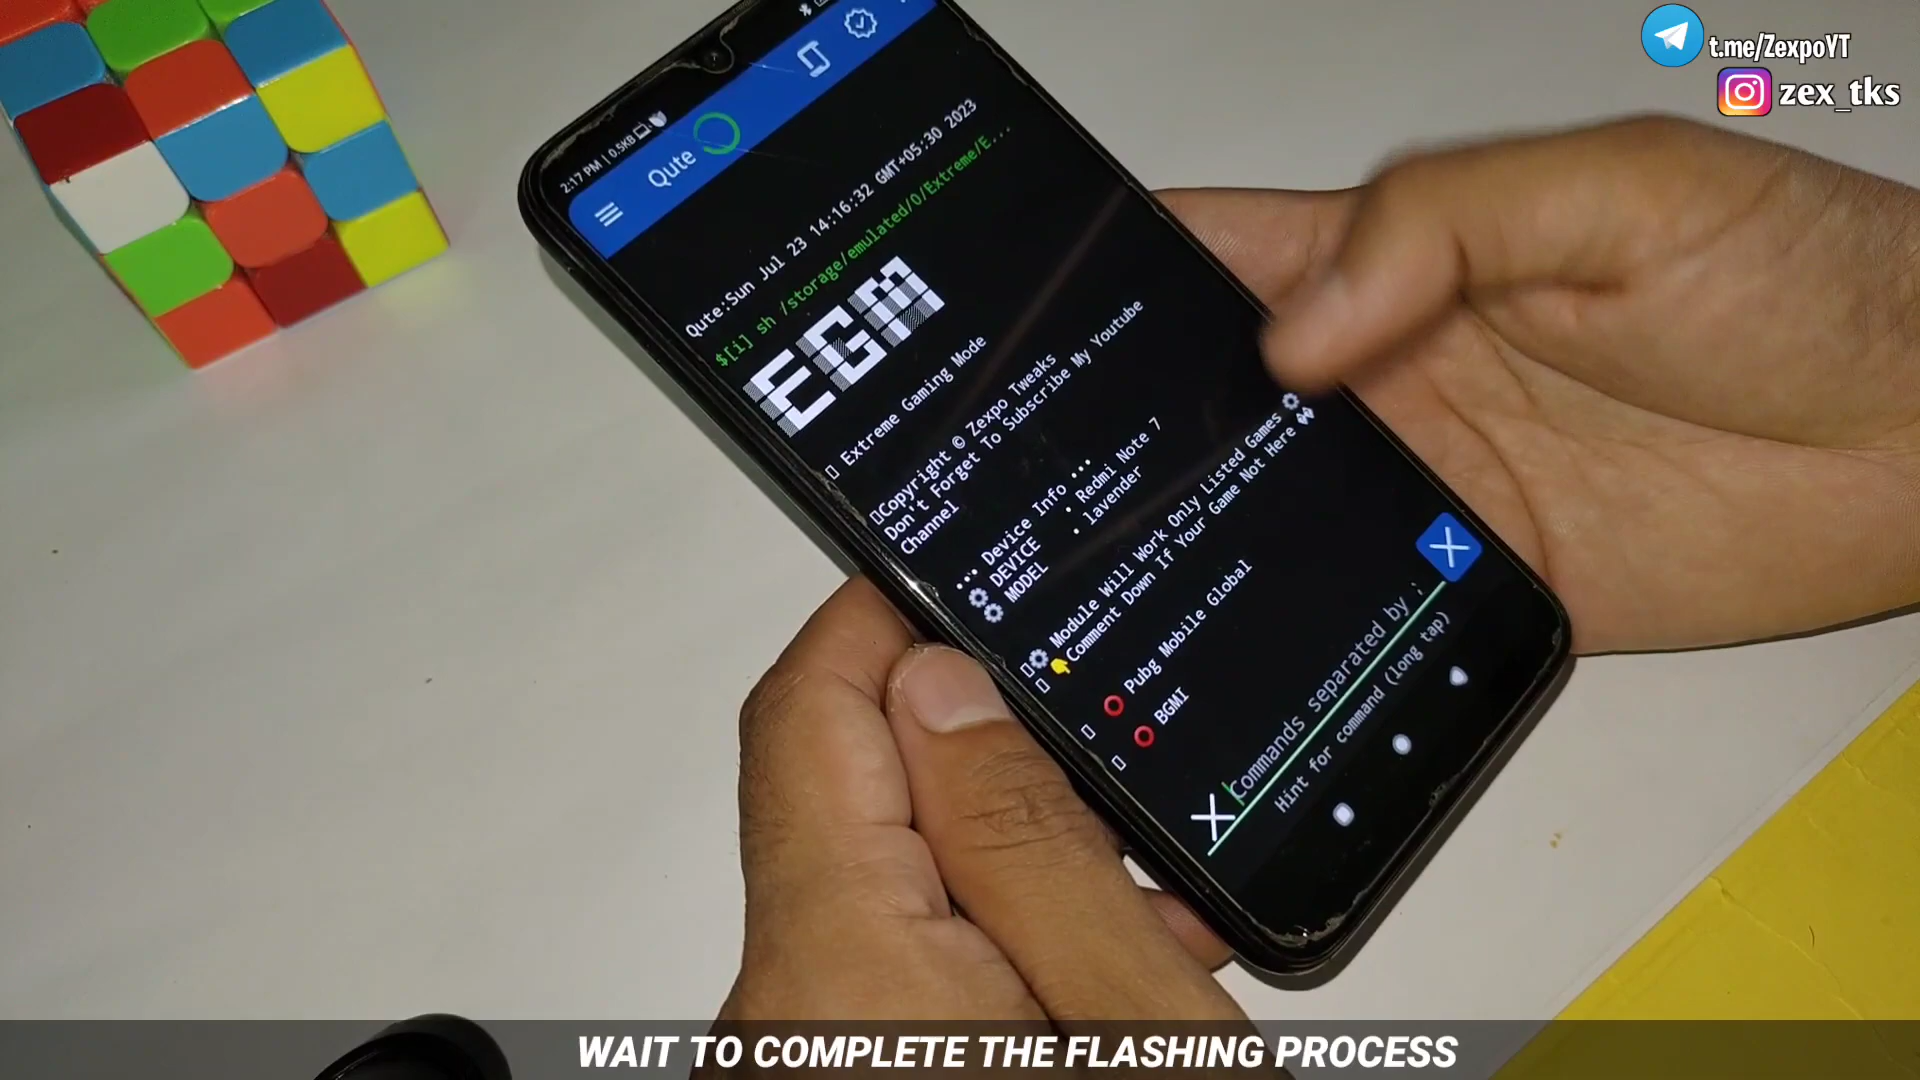 t.me/ZexpoYT
zex_tks
2:17 PM | 0.5KB
Qute
Qute:Sun Jul 23 14:16:32 GMT+05:30 2023
$[i] sh /storage/emulated/0/Extreme/E...
EGM
Extreme Gaming Mode
Copyright © Zexpo Tweaks
Don't Forget To Subscribe My Youtube
Channel
••• Device Info •••
DEVICE • Redmi Note 7
MODEL • lavender
Module Will Work Only Listed Games
Comment Down If Your Game Not Here
Pubg Mobile Global
BGMI
Commands separated by ;
Hint for command (long tap)
WAIT TO COMPLETE THE FLASHING PROCESS